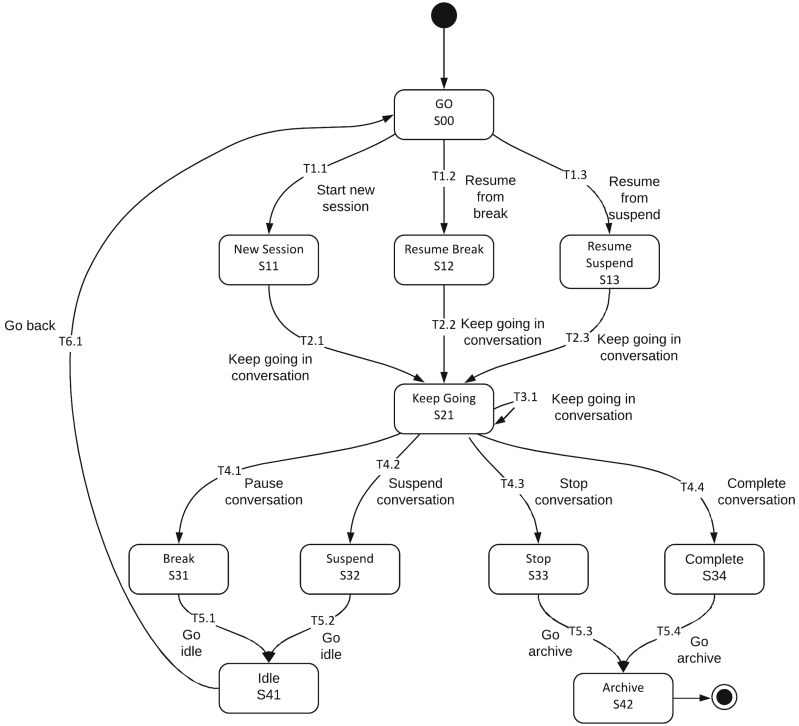 GO
S00
T1.1
Start new
session
T1.2
Resume
from
break
T1.3
Resume
from
suspend
New Session
S11
Resume Break
S12
Resume
Suspend
S13
Go back
T6.1
T2.1
Keep going in
conversation
T2.2
Keep going in
conversation
T2.3
Keep going in
conversation
Keep Going
S21
T3.1
Keep going in
conversation
T4.1
Pause
conversation
T4.2
Suspend
conversation
T4.3
Stop
conversation
T4.4
Complete
conversation
Break
S31
Suspend
S32
Stop
S33
Complete
S34
T5.1
Go
idle
T5.2
Go
idle
T5.3
Go
archive
T5.4
Go
archive
Idle
S41
Archive
S42